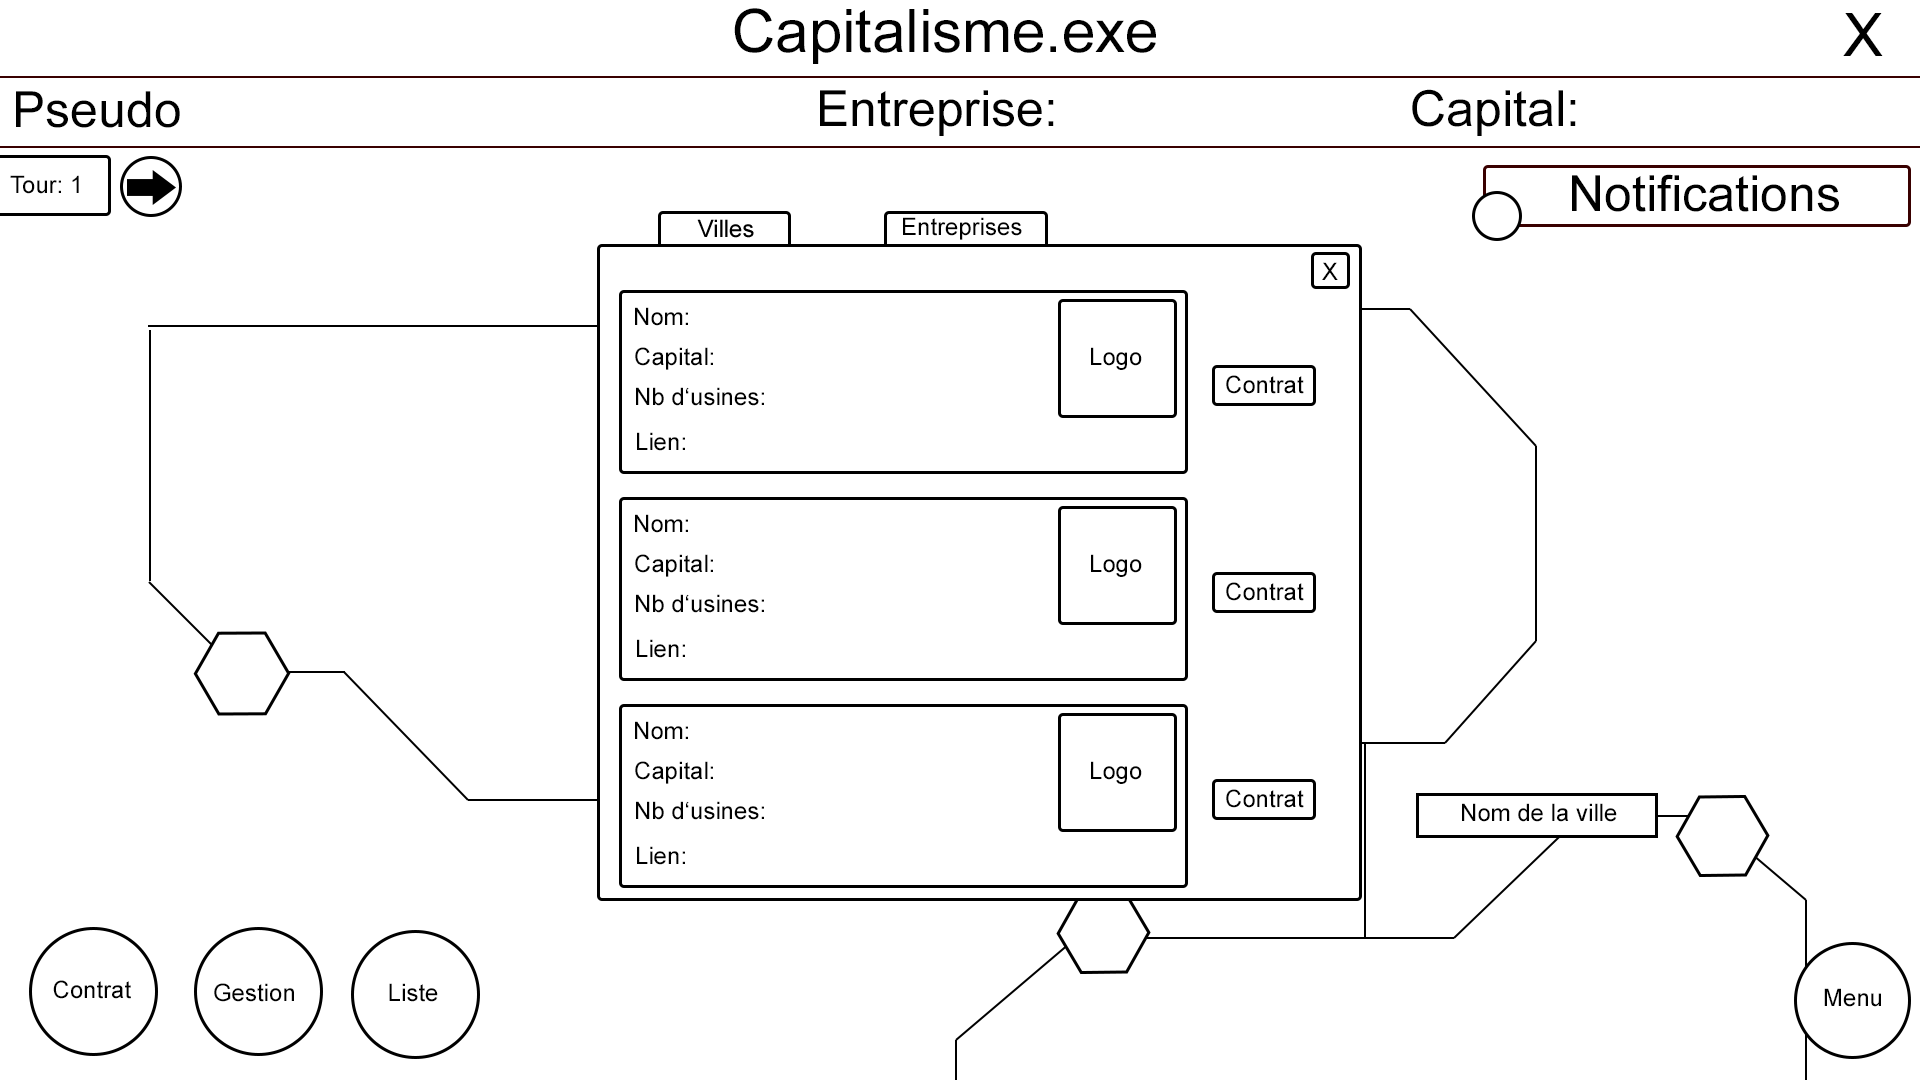 Capitalisme.exe
X
Pseudo
Entreprise:
Capital:
Tour: 1
Notifications
Villes
Entreprises
X
Nom:
Capital:
Nb d‘usines:
Lien:
Logo
Contrat
Nom:
Capital:
Nb d‘usines:
Lien:
Logo
Contrat
Nom:
Capital:
Nb d‘usines:
Lien:
Logo
Contrat
Nom de la ville
Contrat
Gestion
Liste
Menu